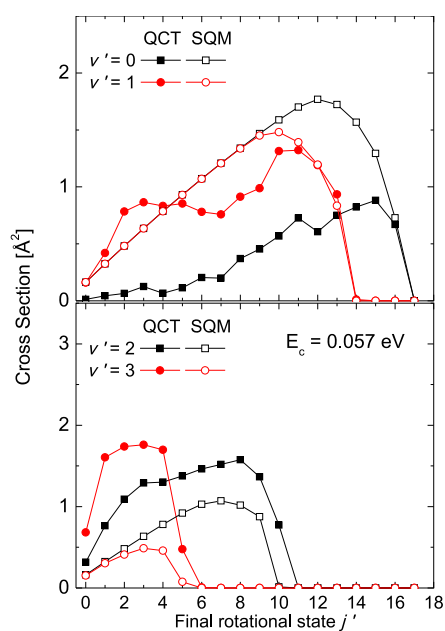 QCT SQM
v ' = 0
v ' = 1
2
1
0
Cross Section [Å²]
QCT SQM
v ' = 2
v ' = 3
E_c = 0.057 eV
3
2
1
0
0 2 4 6 8 10 12 14 16 18
Final rotational state j '